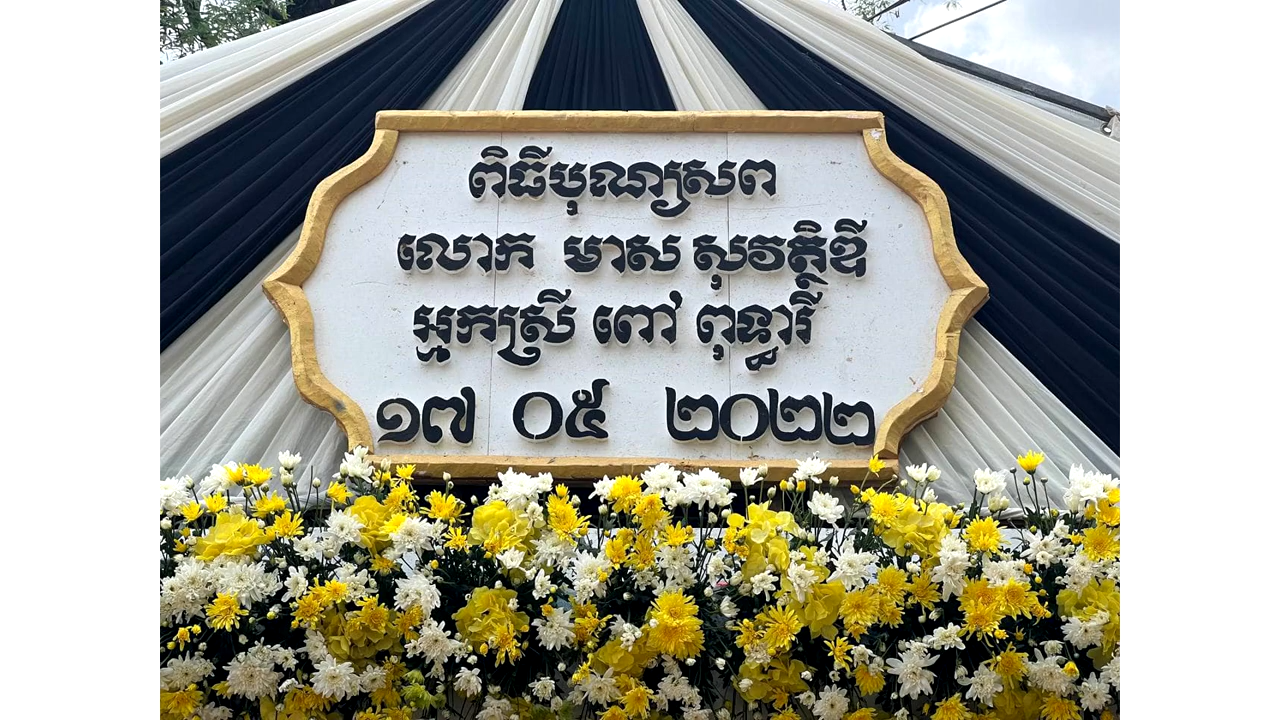 ពិធីបុណ្យសព
លោក មាស សុវត្ថិឌី
អ្នកស្រី ពៅ ពុទ្ធារី
១៧ ០៥ ២០២២